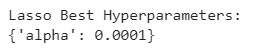 Lasso Best Hyperparameters:
{'alpha': 0.0001}